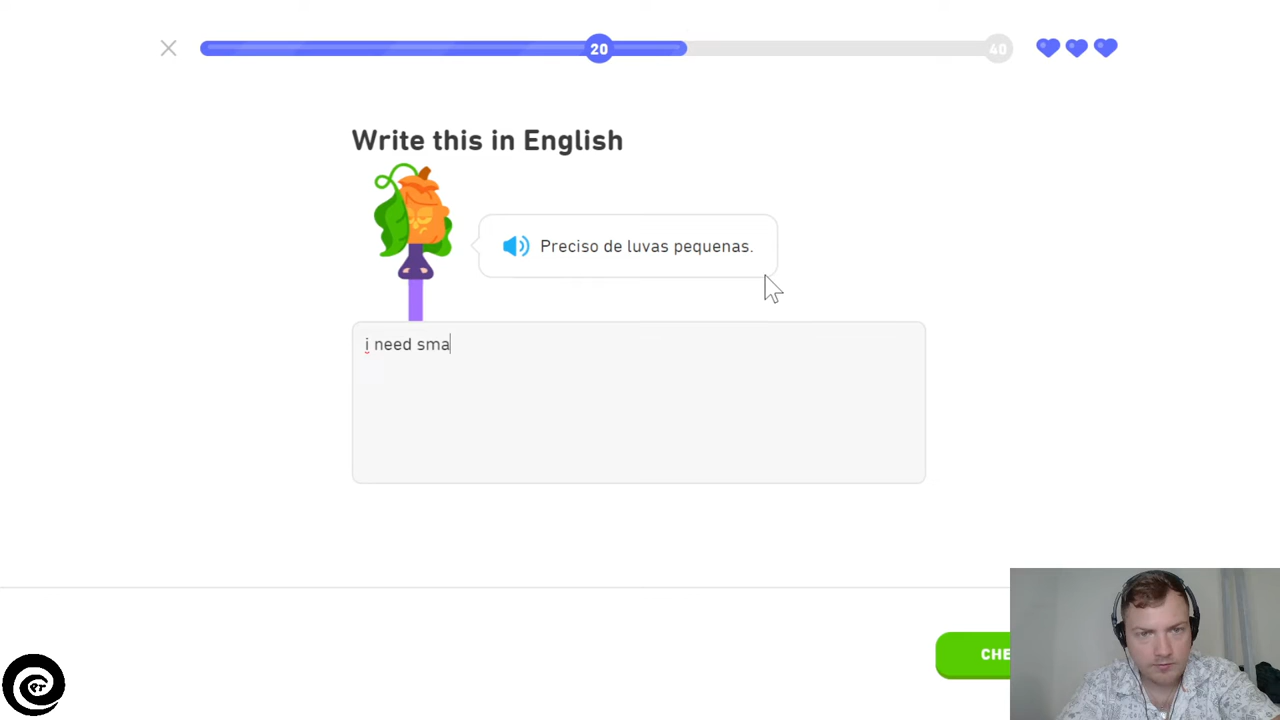 20
40
Write this in English
Preciso de luvas pequenas.
i need sma
CHE